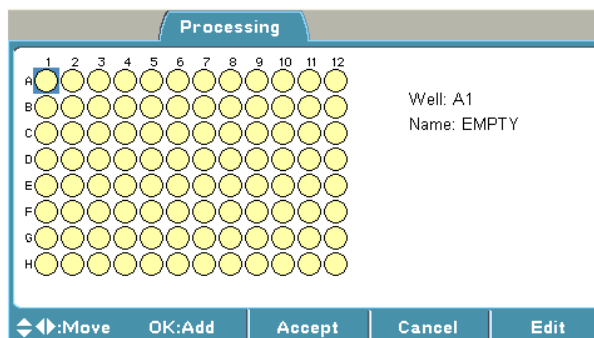 Processing
1 2 3 4 5 6 7 8 9 10 11 12
A
B
C
D
E
F
G
H
Well: A1
Name: EMPTY
:Move OK:Add Accept Cancel Edit